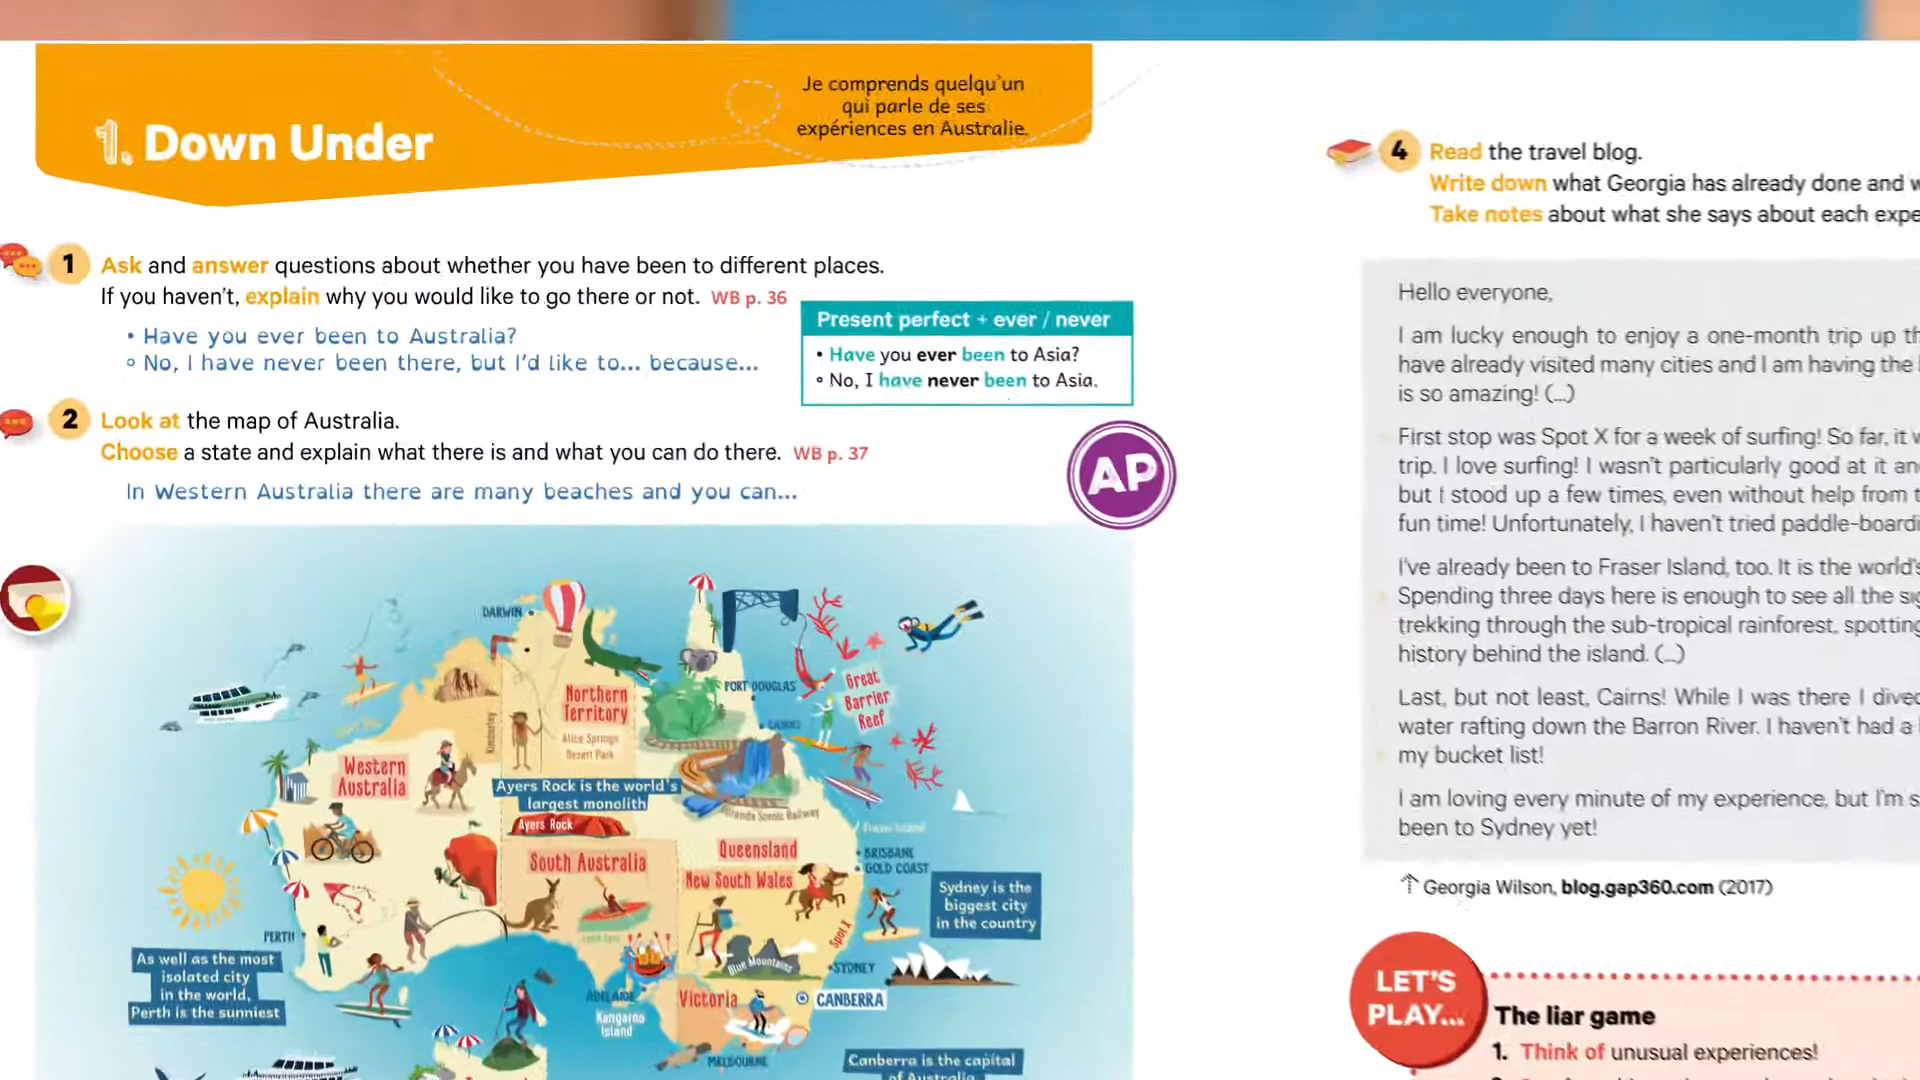 1. Down Under
Je comprends quelqu'un
qui parle de ses
expériences en Australie.
1 Ask and answer questions about whether you have been to different places.
If you haven't, explain why you would like to go there or not. WB p. 36
• Have you ever been to Australia?
° No, I have never been there, but I'd like to... because...
Present perfect + ever / never
• Have you ever been to Asia?
° No, I have never been to Asia.
2 Look at the map of Australia.
Choose a state and explain what there is and what you can do there. WB p. 37
In Western Australia there are many beaches and you can...
AP
DARWIN
Kimberley
Northern
Territory
Alice Springs
Desert Park
PORT DOUGLAS
CAIRNS
Great
Barrier
Reef
Western
Australia
Ayers Rock is the world's
largest monolith
Ayers Rock
Scenic Railway
Fraser Island
South Australia
Queensland
New South Wales
BRISBANE
GOLD COAST
Sydney is the
biggest city
in the country
Spot X
PERTH
As well as the most
isolated city
in the world,
Perth is the sunniest
Blue Mountains
SYDNEY
ADELAIDE
Kangaroo
Island
Victoria
CANBERRA
MELBOURNE
Canberra is the capital
of Australia
4 Read the travel blog.
Write down what Georgia has already done and
Take notes about what she says about each
Hello everyone,
I am lucky enough to enjoy a one-month trip up
have already visited many cities and I am having the
is so amazing! (...)
First stop was Spot X for a week of surfing! So far, it
trip. I love surfing! I wasn't particularly good at it
but I stood up a few times, even without help from
fun time! Unfortunately, I haven't tried
I've already been to Fraser Island, too. It is the world's
Spending three days here is enough to see all the
trekking through the sub-tropical rainforest, spotting
history behind the island. (...)
Last, but not least, Cairns! While I was there I dived
water rafting down the Barron River. I haven't had a
my bucket list!
I am loving every minute of my experience, but I'm
been to Sydney yet!
↑ Georgia Wilson, blog.gap360.com (2017)
LET'S
PLAY...
The liar game
1. Think of unusual experiences!